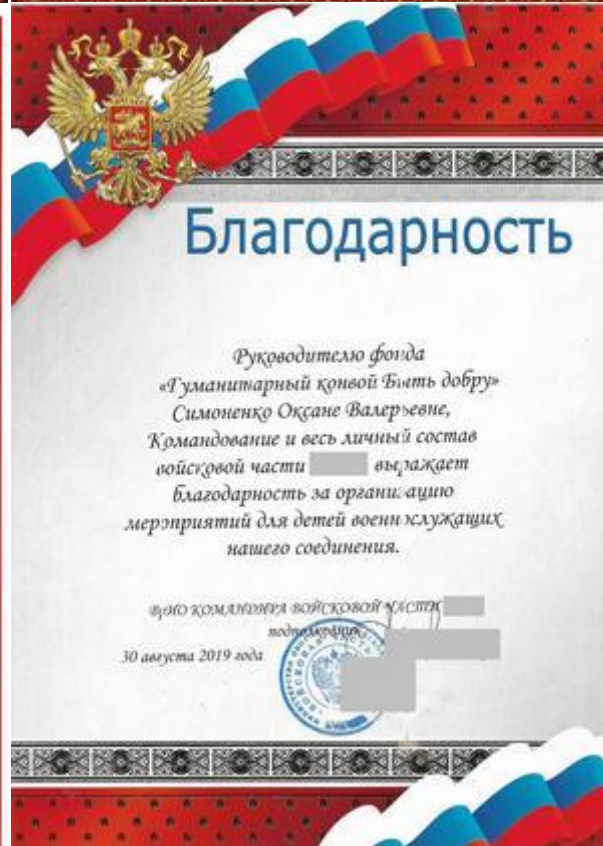 Благодарность
Руководителю фонда
«Гуманитарный конвой Быть добру»
Симоненко Оксане Валерьевне,
Командование и весь личный состав
войсковой части выражает
благодарность за организацию
мероприятий для детей военнослужащих
нашего соединения.
ВрИО КОМАНДИРА ВОЙСКОВОЙ ЧАСТИ
подполковник
30 августа 2019 года